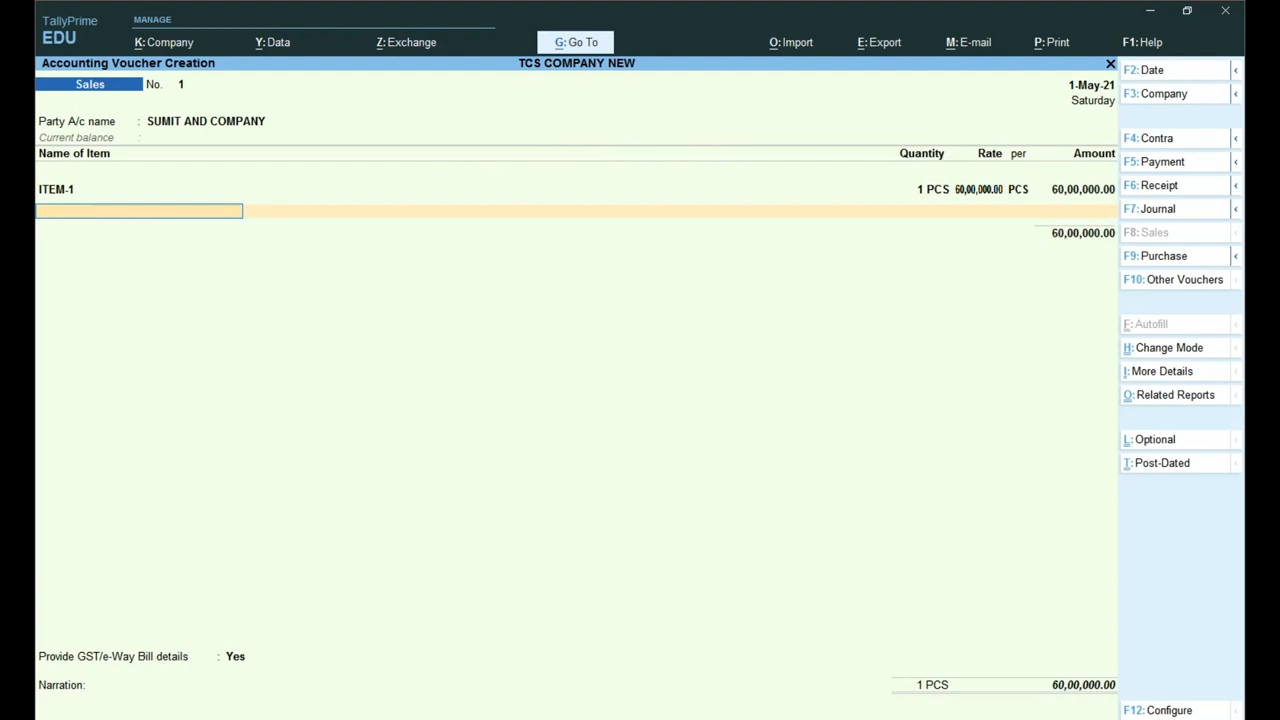 TallyPrime
EDU
MANAGE
K: Company
Y: Data
Z: Exchange
G: Go To
O: Import
E: Export
M: E-mail
P: Print
F1: Help
Accounting Voucher Creation
TCS COMPANY NEW
Sales No. 1
1-May-21
Saturday
Party A/c name : SUMIT AND COMPANY
Current balance :
Name of Item Quantity Rate per Amount
ITEM-1 1 PCS 60,00,000.00 PCS 60,00,000.00
60,00,000.00
Provide GST/e-Way Bill details : Yes
Narration: 1 PCS 60,00,000.00
F2: Date
F3: Company
F4: Contra
F5: Payment
F6: Receipt
F7: Journal
F8: Sales
F9: Purchase
F10: Other Vouchers
F: Autofill
H: Change Mode
I: More Details
O: Related Reports
L: Optional
T: Post-Dated
F12: Configure